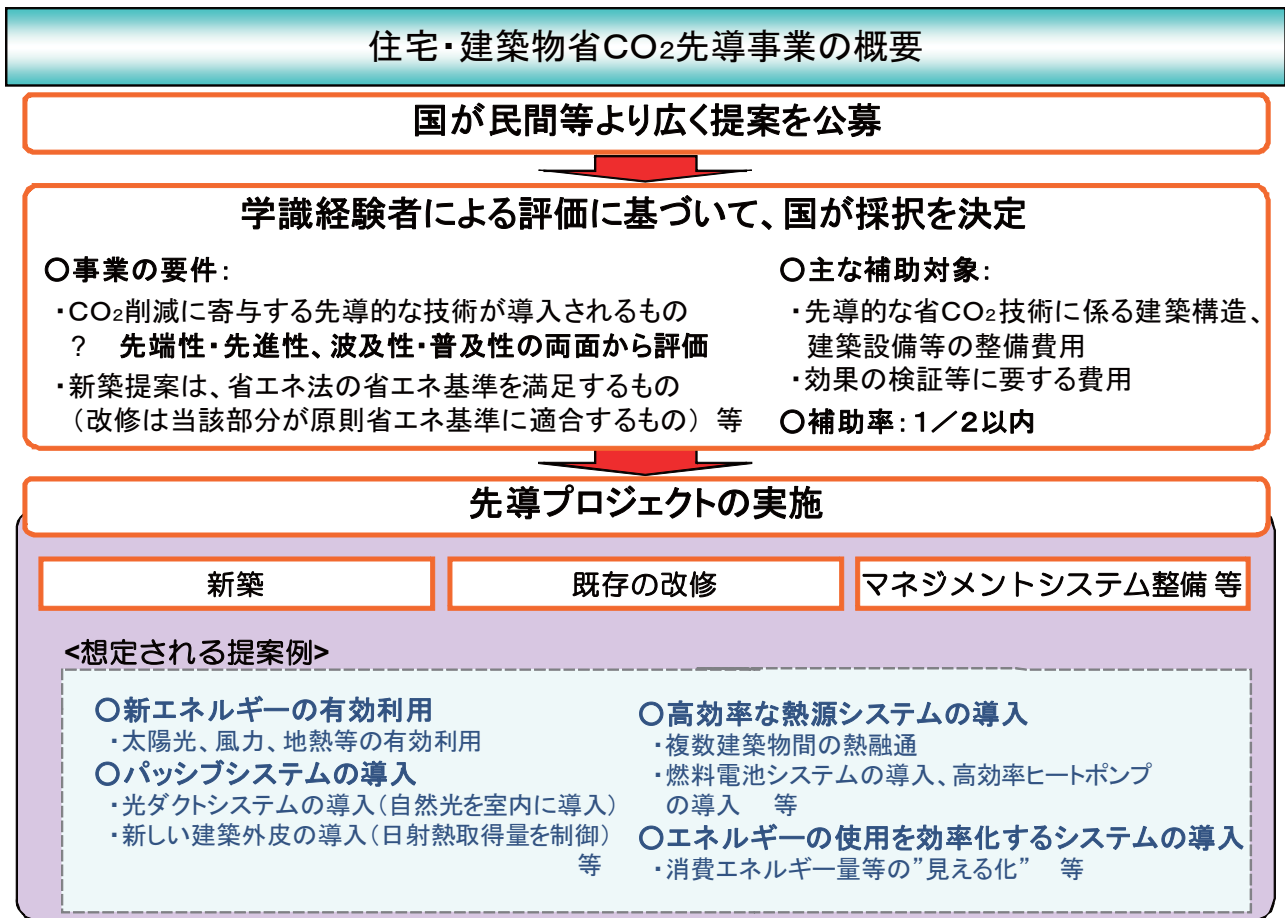 住宅・建築物省CO2先導事業の概要
国が民間等より広く提案を公募
学識経験者による評価に基づいて、国が採択を決定
○事業の要件：
・CO2削減に寄与する先導的な技術が導入されるもの
?　先端性・先進性、波及性・普及性の両面から評価
・新築提案は、省エネ法の省エネ基準を満足するもの
（改修は当該部分が原則省エネ基準に適合するもの）等
○主な補助対象：
・先導的な省CO2技術に係る建築構造、
建築設備等の整備費用
・効果の検証等に要する費用
○補助率：１／２以内
先導プロジェクトの実施
新築
既存の改修
マネジメントシステム整備 等
<想定される提案例>
○新エネルギーの有効利用
・太陽光、風力、地熱等の有効利用
○パッシブシステムの導入
・光ダクトシステムの導入（自然光を室内に導入）
・新しい建築外皮の導入（日射熱取得量を制御）
等
○高効率な熱源システムの導入
・複数建築物間の熱融通
・燃料電池システムの導入、高効率ヒートポンプ
の導入　等
○エネルギーの使用を効率化するシステムの導入
・消費エネルギー量等の”見える化”　等